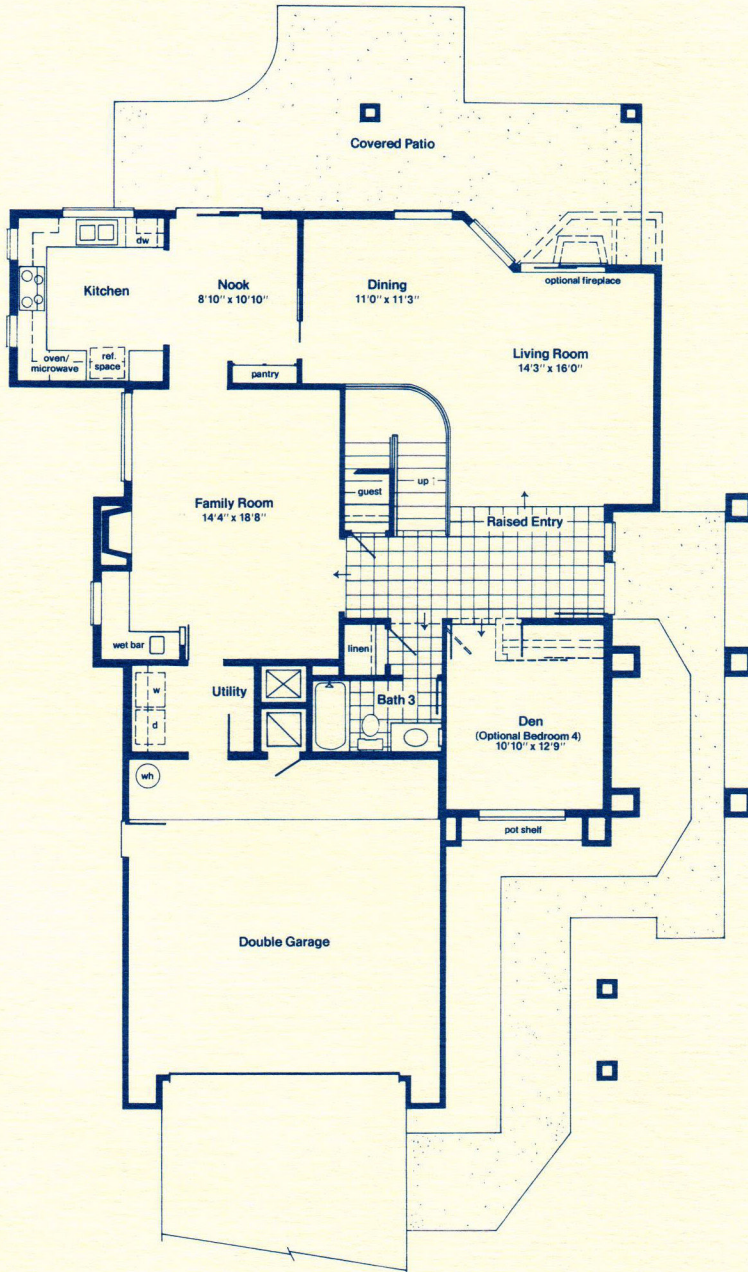 Covered Patio
dw
Kitchen
Nook
8'10" x 10'10"
Dining
11'0" x 11'3"
optional fireplace
oven/
microwave
ref.
space
pantry
Living Room
14'3" x 16'0"
guest
up
Family Room
14'4" x 18'8"
Raised Entry
wet bar
linen
w
d
Utility
Bath 3
Den
(Optional Bedroom 4)
10'10" x 12'9"
wh
pot shelf
Double Garage